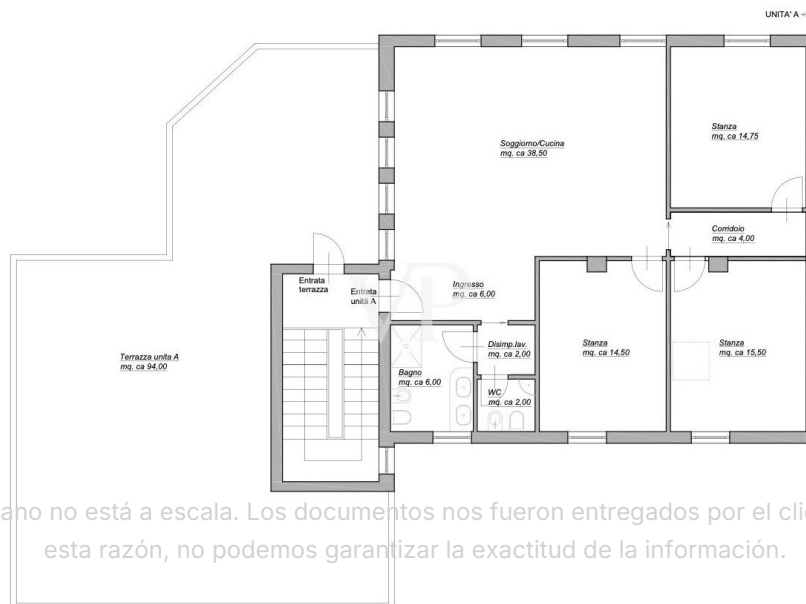 UNITA' A
Stanza
mq. ca 14,75
Soggiorno/Cucina
mq. ca 38,50
Corridoio
mq. ca 4,00
Entrata
terrazza
Entrata
unità A
Ingresso
mq. ca 6,00
VP
Terrazza unita A
mq. ca 94,00
Disimp.lav.
mq. ca 2,00
Stanza
mq. ca 14,50
Stanza
mq. ca 15,50
Bagno
mq. ca 6,00
WC
mq. ca 2,00
ano no está a escala. Los documentos nos fueron entregados por el clie
esta razón, no podemos garantizar la exactitud de la información.